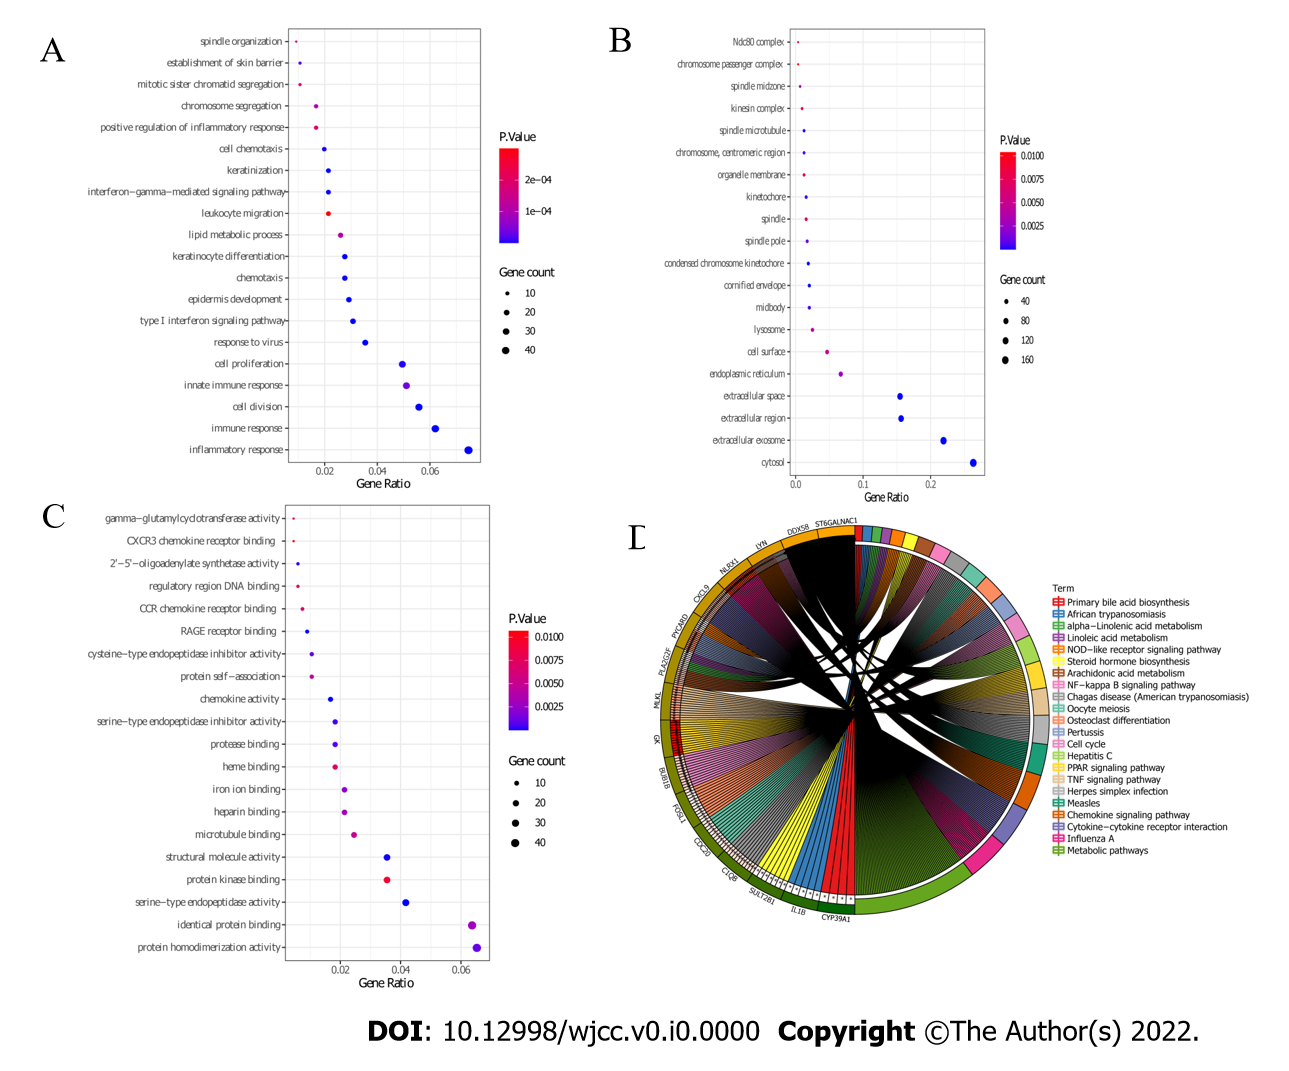 A
spindle organization
establishment of skin barrier
mitotic sister chromatid segregation
chromosome segregation
positive regulation of inflammatory response
cell chemotaxis
keratinization
interferon−gamma−mediated signaling pathway
leukocyte migration
lipid metabolic process
keratinocyte differentiation
chemotaxis
epidermis development
type I interferon signaling pathway
response to virus
cell proliferation
innate immune response
cell division
immune response
inflammatory response
0.02 0.04 0.06
Gene Ratio
P.Value
2e−04
1e−04
Gene count
10
20
30
40
B
Ndc80 complex
chromosome passenger complex
spindle midzone
kinesin complex
spindle microtubule
chromosome, centromeric region
organelle membrane
kinetochore
spindle
spindle pole
condensed chromosome kinetochore
cornified envelope
midbody
lysosome
cell surface
endoplasmic reticulum
extracellular space
extracellular region
extracellular exosome
cytosol
0.0 0.1 0.2
Gene Ratio
P.Value
0.0100
0.0075
0.0050
0.0025
Gene count
40
80
120
160
C
gamma−glutamylcyclotransferase activity
CXCR3 chemokine receptor binding
2'−5'−oligoadenylate synthetase activity
regulatory region DNA binding
CCR chemokine receptor binding
RAGE receptor binding
cysteine−type endopeptidase inhibitor activity
protein self−association
chemokine activity
serine−type endopeptidase inhibitor activity
protease binding
heme binding
iron ion binding
heparin binding
microtubule binding
structural molecule activity
protein kinase binding
serine−type endopeptidase activity
identical protein binding
protein homodimerization activity
0.02 0.04 0.06
Gene Ratio
P.Value
0.0100
0.0075
0.0050
0.0025
Gene count
10
20
30
40
D
ST6GALNAC1
DDX58
LYN
NLRX1
CXCL9
PYCARD
PLA2G2F
MLKL
GK
BUB1B
FOSL1
CDC20
C1QB
SULT2B1
IL1B
CYP39A1
Term
Primary bile acid biosynthesis
African trypanosomiasis
alpha−Linolenic acid metabolism
Linoleic acid metabolism
NOD−like receptor signaling pathway
Steroid hormone biosynthesis
Arachidonic acid metabolism
NF−kappa B signaling pathway
Chagas disease (American trypanosomiasis)
Oocyte meiosis
Osteoclast differentiation
Pertussis
Cell cycle
Hepatitis C
PPAR signaling pathway
TNF signaling pathway
Herpes simplex infection
Measles
Chemokine signaling pathway
Cytokine−cytokine receptor interaction
Influenza A
Metabolic pathways
DOI: 10.12998/wjcc.v0.i0.0000 Copyright ©The Author(s) 2022.